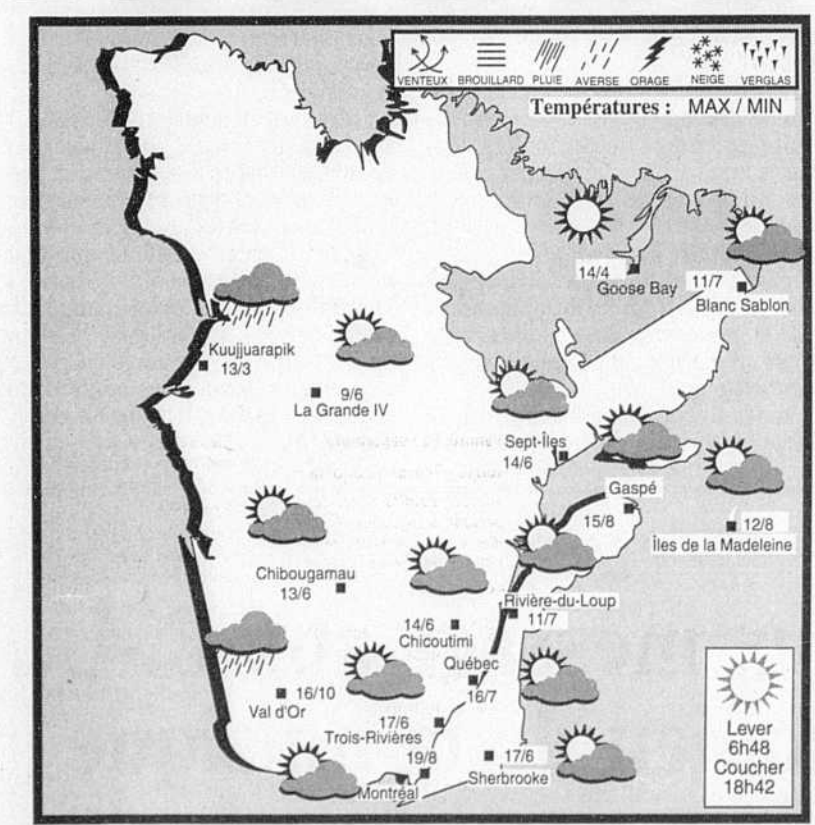 VENTEUX BROUILLARD PLUIE AVERSE ORAGE NEIGE VERGLAS
Températures : MAX / MIN
14/4
Goose Bay
11/7
Blanc Sablon
Kuujjuarapik
13/3
9/6
La Grande IV
Sept-Îles
14/6
Gaspé
15/8
12/8
Îles de la Madeleine
Chibougamau
13/6
14/6
Chicoutimi
Rivière-du-Loup
11/7
Québec
16/7
16/10
Val d'Or
17/6
Trois-Rivières
19/8
Montréal
17/6
Sherbrooke
Lever
6h48
Coucher
18h42